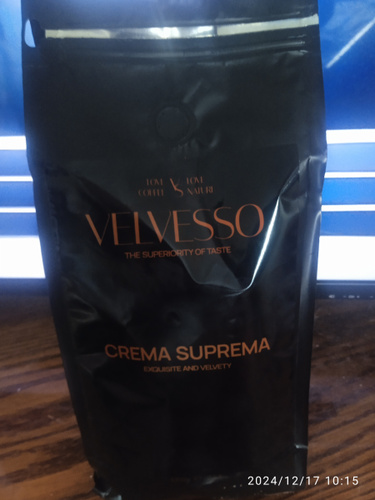 LOVE COFFEE VS LOVE NATURE
VELVESSO
THE SUPERIORITY OF TASTE
CREMA SUPREMA
EXQUISITE AND VELVETY
2024/12/17 10:15